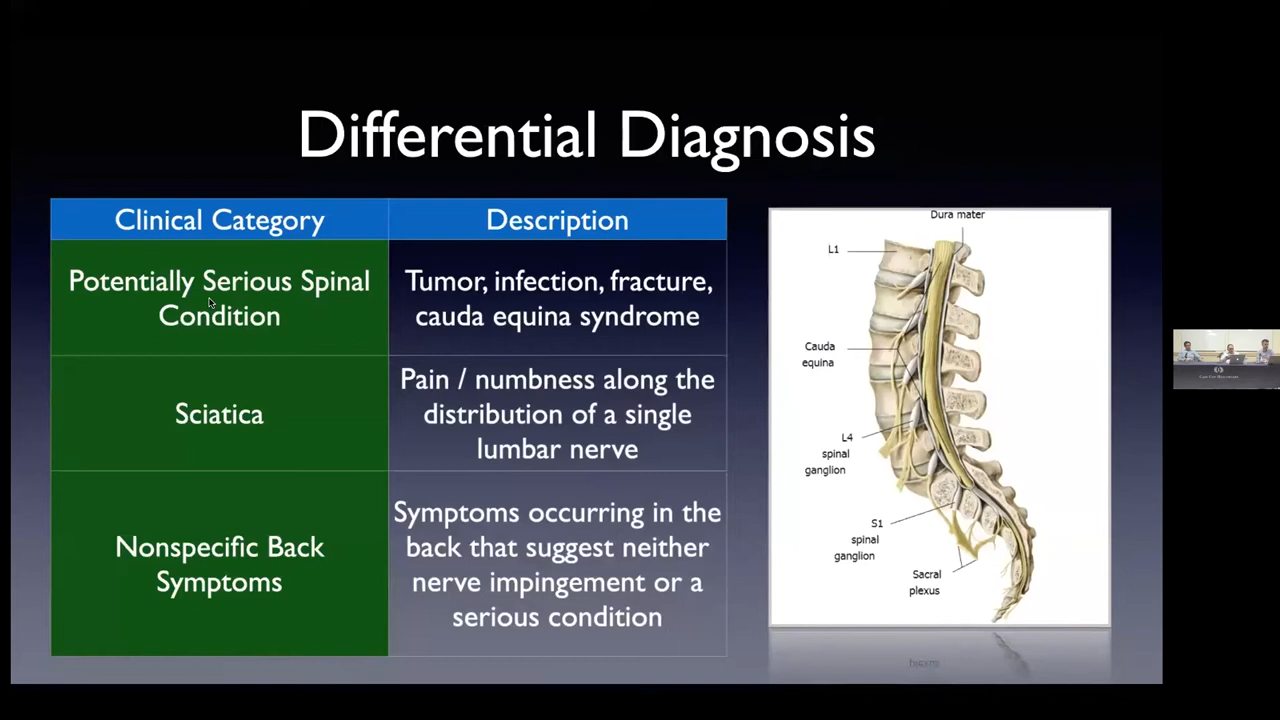 Differential Diagnosis
Clinical Category
Description
Potentially Serious Spinal
Condition
Tumor, infection, fracture,
cauda equina syndrome
Sciatica
Pain / numbness along the
distribution of a single
lumbar nerve
Nonspecific Back
Symptoms
Symptoms occurring in the
back that suggest neither
nerve impingement or a
serious condition
Dura mater
L1
Cauda
equina
L4
spinal
ganglion
S1
spinal
ganglion
Sacral
plexus